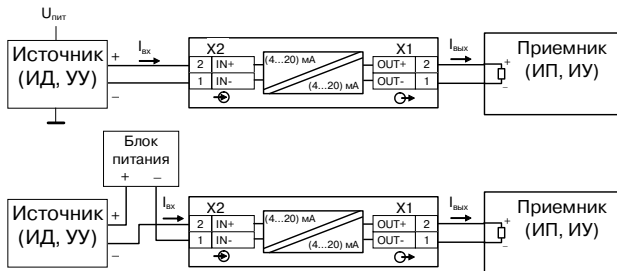 Uпит
Источник
(ИД, УУ)
+
−
Iвх
X2
2 IN+
1 IN-
(4...20) мА
(4...20) мА
X1
OUT+ 2
OUT- 1
Iвых
+
−
Приемник
(ИП, ИУ)
Блок
питания
+ −
Источник
(ИД, УУ)
+
−
Iвх
X2
2 IN+
1 IN-
(4...20) мА
(4...20) мА
X1
OUT+ 2
OUT- 1
Iвых
+
−
Приемник
(ИП, ИУ)